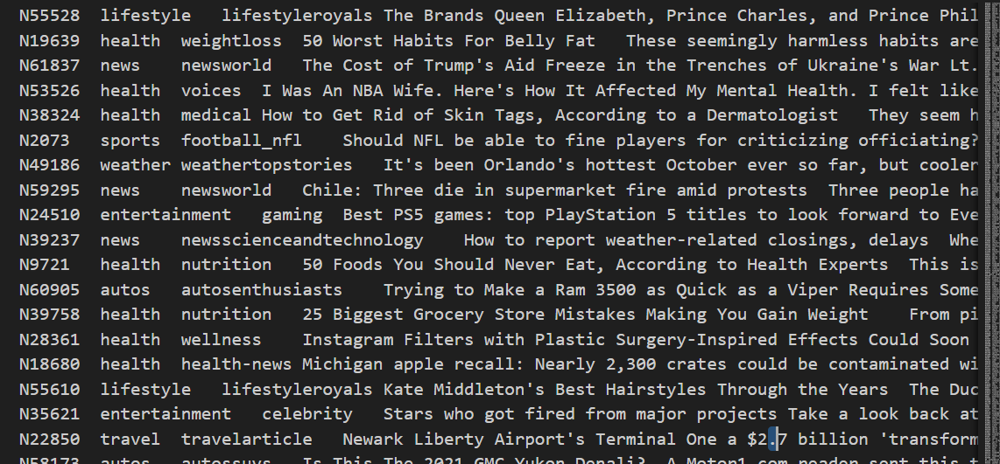 N55528 lifestyle lifestyleroyals The Brands Queen Elizabeth, Prince Charles, and Prince Phil
N19639 health weightloss 50 Worst Habits For Belly Fat These seemingly harmless habits are
N61837 news newsworld The Cost of Trump's Aid Freeze in the Trenches of Ukraine's War Lt.
N53526 health voices I Was An NBA Wife. Here's How It Affected My Mental Health. I felt like
N38324 health medical How to Get Rid of Skin Tags, According to a Dermatologist They seem h
N2073 sports football_nfl Should NFL be able to fine players for criticizing officiating?
N49186 weather weathertopstories It's been Orlando's hottest October ever so far, but cooler
N59295 news newsworld Chile: Three die in supermarket fire amid protests Three people ha
N24510 entertainment gaming Best PS5 games: top PlayStation 5 titles to look forward to Eve
N39237 news newsscienceandtechnology How to report weather-related closings, delays Whe
N9721 health nutrition 50 Foods You Should Never Eat, According to Health Experts This is
N60905 autos autosenthusiasts Trying to Make a Ram 3500 as Quick as a Viper Requires Some
N39758 health nutrition 25 Biggest Grocery Store Mistakes Making You Gain Weight From pi
N28361 health wellness Instagram Filters with Plastic Surgery-Inspired Effects Could Soon
N18680 health health-news Michigan apple recall: Nearly 2,300 crates could be contaminated wi
N55610 lifestyle lifestyleroyals Kate Middleton's Best Hairstyles Through the Years The Duc
N35621 entertainment celebrity Stars who got fired from major projects Take a look back at
N22850 travel travelarticle Newark Liberty Airport's Terminal One a $2.7 billion 'transform
N58173 autos autossuvs Is This The 2021 GMC Yukon Denali? A Motor1.com reader sent this t